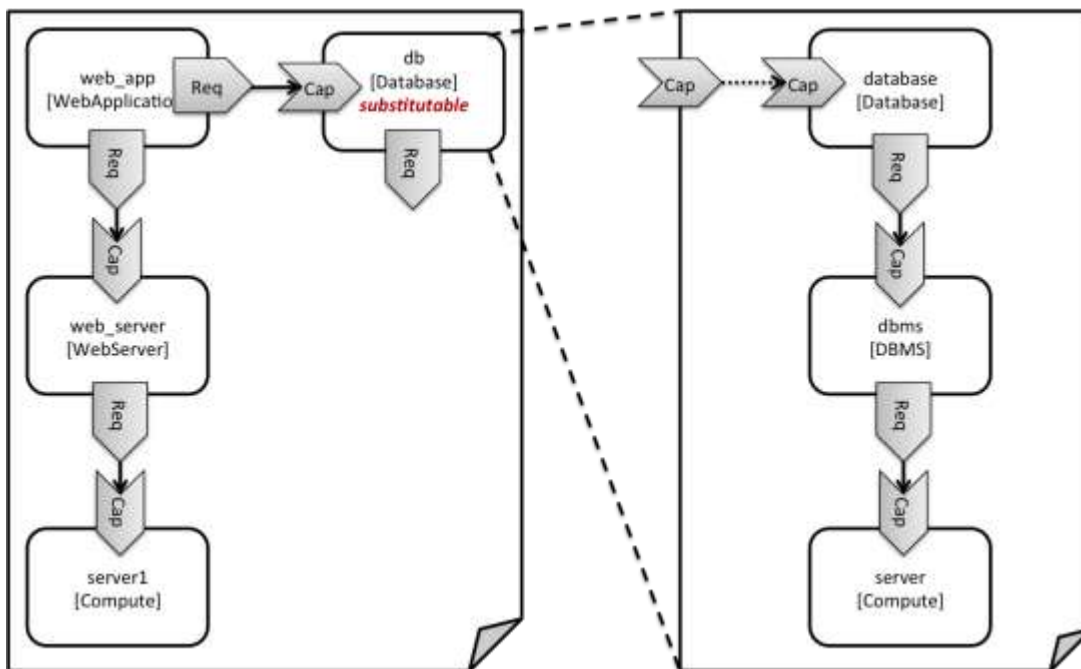 web_app
[WebApplicatio
Req
Cap
db
[Database]
substitutable
Req
Req
Cap
web_server
[WebServer]
Req
Cap
server1
[Compute]
Cap
Cap
database
[Database]
Req
Cap
dbms
[DBMS]
Req
Cap
server
[Compute]